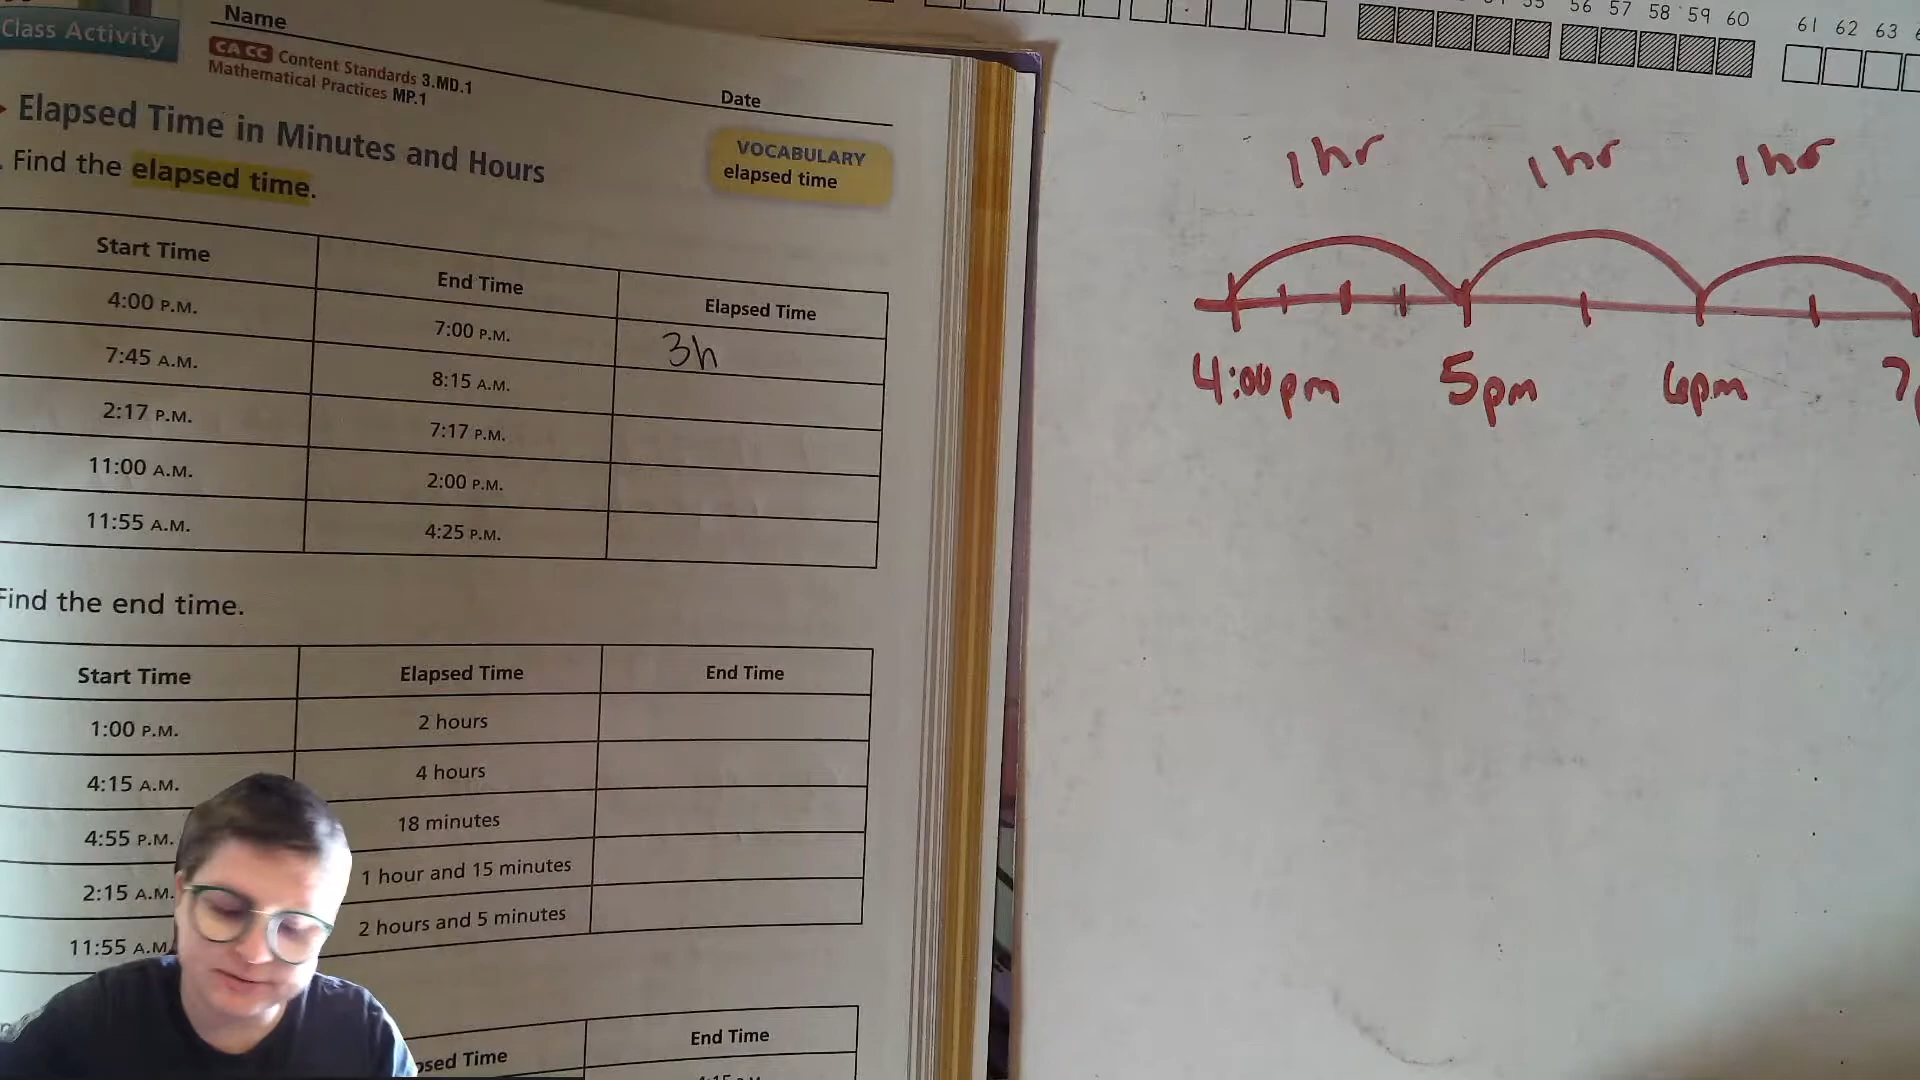 Class Activity
Name
CA CC Content Standards 3.MD.1
Mathematical Practices MP.1
Date
Elapsed Time in Minutes and Hours
VOCABULARY
elapsed time
Find the elapsed time.
Start Time End Time Elapsed Time
4:00 P.M. 7:00 P.M. 3h
7:45 A.M. 8:15 A.M.
2:17 P.M. 7:17 P.M.
11:00 A.M. 2:00 P.M.
11:55 A.M. 4:25 P.M.
Find the end time.
Start Time Elapsed Time End Time
1:00 P.M. 2 hours
4:15 A.M. 4 hours
4:55 P.M. 18 minutes
2:15 A.M. 1 hour and 15 minutes
11:55 A.M. 2 hours and 5 minutes
Time End Time
56 57 58 59 60 61 62 63
1 hr 1 hr 1 hr
4:00pm 5pm 6pm 7